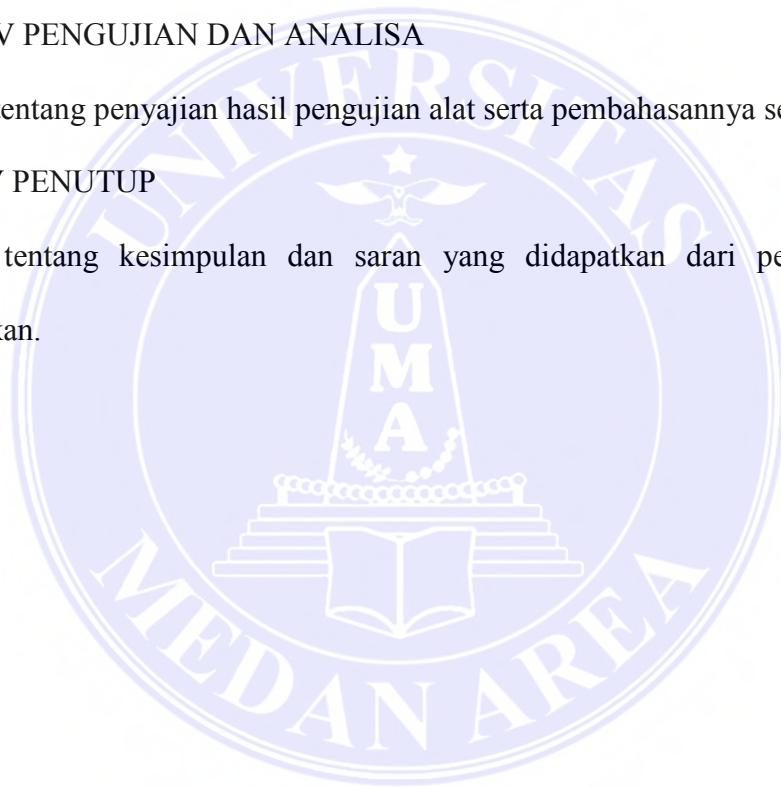 V PENGUJIAN DAN ANALISA
tentang penyajian hasil pengujian alat serta pembahasannya se
V PENUTUP
tentang kesimpulan dan saran yang didapatkan dari pe
kan.
UNIVERSITAS
UMA
MEDAN AREA